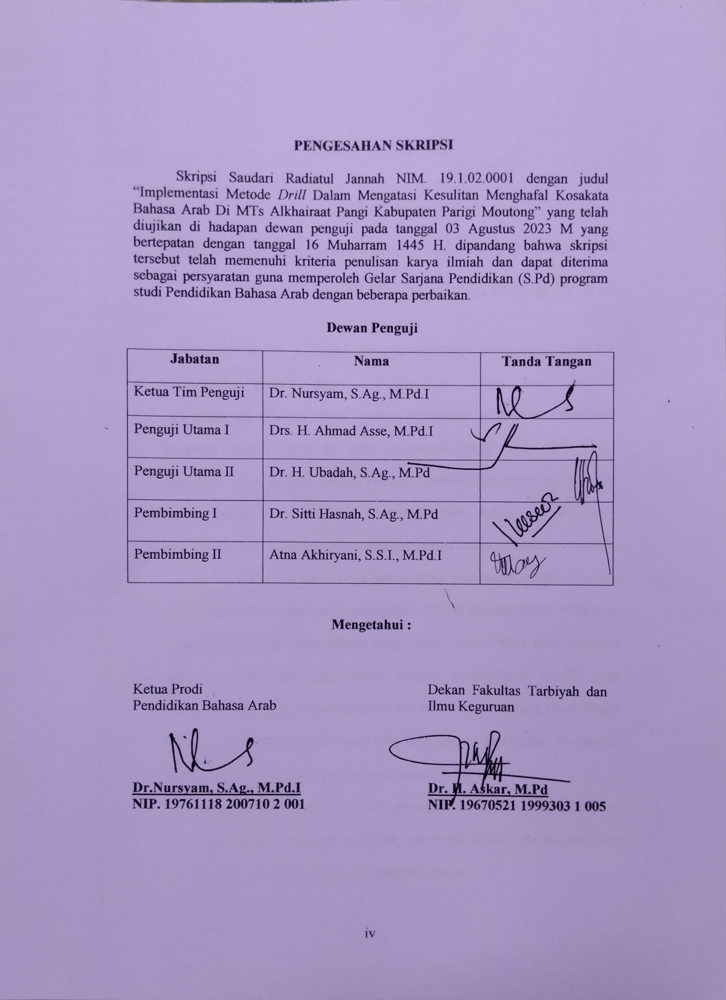 PENGESAHAN SKRIPSI
Skripsi Saudari Radiatul Jannah NIM. 19.1.02.0001 dengan judul
“Implementasi Metode Drill Dalam Mengatasi Kesulitan Menghafal Kosakata
Bahasa Arab Di MTs Alkhairaat Pangi Kabupaten Parigi Moutong” yang telah
diujikan di hadapan dewan penguji pada tanggal 03 Agustus 2023 M yang
bertepatan dengan tanggal 16 Muharram 1445 H. dipandang bahwa skripsi
tersebut telah memenuhi kriteria penulisan karya ilmiah dan dapat diterima
sebagai persyaratan guna memperoleh Gelar Sarjana Pendidikan (S.Pd) program
studi Pendidikan Bahasa Arab dengan beberapa perbaikan.
Dewan Penguji
Jabatan Nama Tanda Tangan
Ketua Tim Penguji Dr. Nursyam, S.Ag., M.Pd.I
Penguji Utama I Drs. H. Ahmad Asse, M.Pd.I
Penguji Utama II Dr. H. Ubadah, S.Ag., M.Pd
Pembimbing I Dr. Sitti Hasnah, S.Ag., M.Pd
Pembimbing II Atna Akhiryani, S.S.I., M.Pd.I
Mengetahui :
Ketua Prodi
Pendidikan Bahasa Arab
Dekan Fakultas Tarbiyah dan
Ilmu Keguruan
Dr.Nursyam, S.Ag., M.Pd.I
NIP. 19761118 200710 2 001
Dr. H. Askar, M.Pd
NIP. 19670521 1999303 1 005
iv